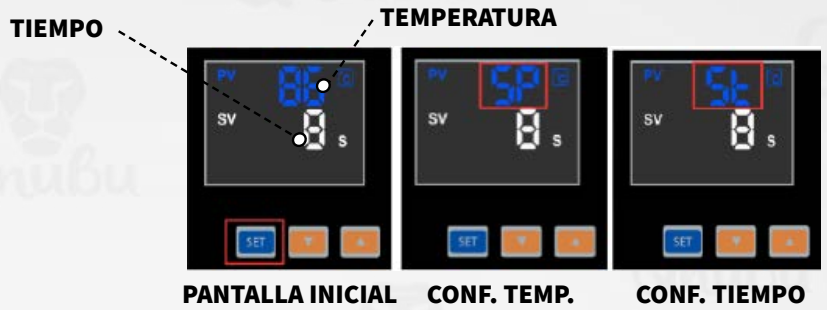 TEMPERATURA
TIEMPO
PV 86 °C
SV 8 S
SET
PV SP °C
SV 8 S
SET
PV St °C
SV 8 S
SET
PANTALLA INICIAL
CONF. TEMP.
CONF. TIEMPO
nubu